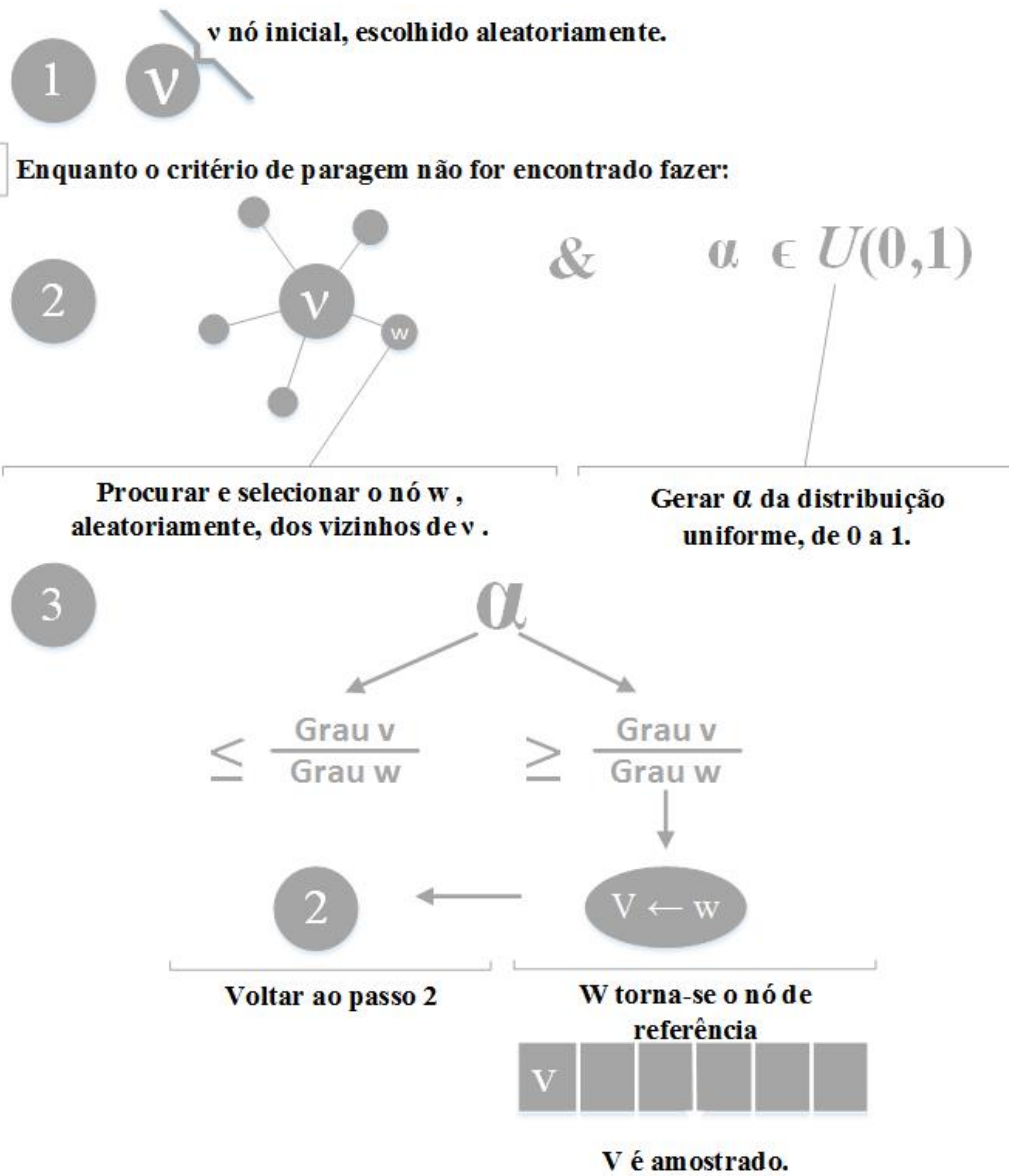 ν nó inicial, escolhido aleatoriamente.
1 ν
Enquanto o critério de paragem não for encontrado fazer:
2 ν w & α ϵ U(0,1)
Procurar e selecionar o nó w ,
aleatoriamente, dos vizinhos de ν .
Gerar α da distribuição
uniforme, de 0 a 1.
3 α
≤ Grau v
Grau w
≥ Grau v
Grau w
2
V ← w
Voltar ao passo 2
W torna-se o nó de
referência
V
V é amostrado.